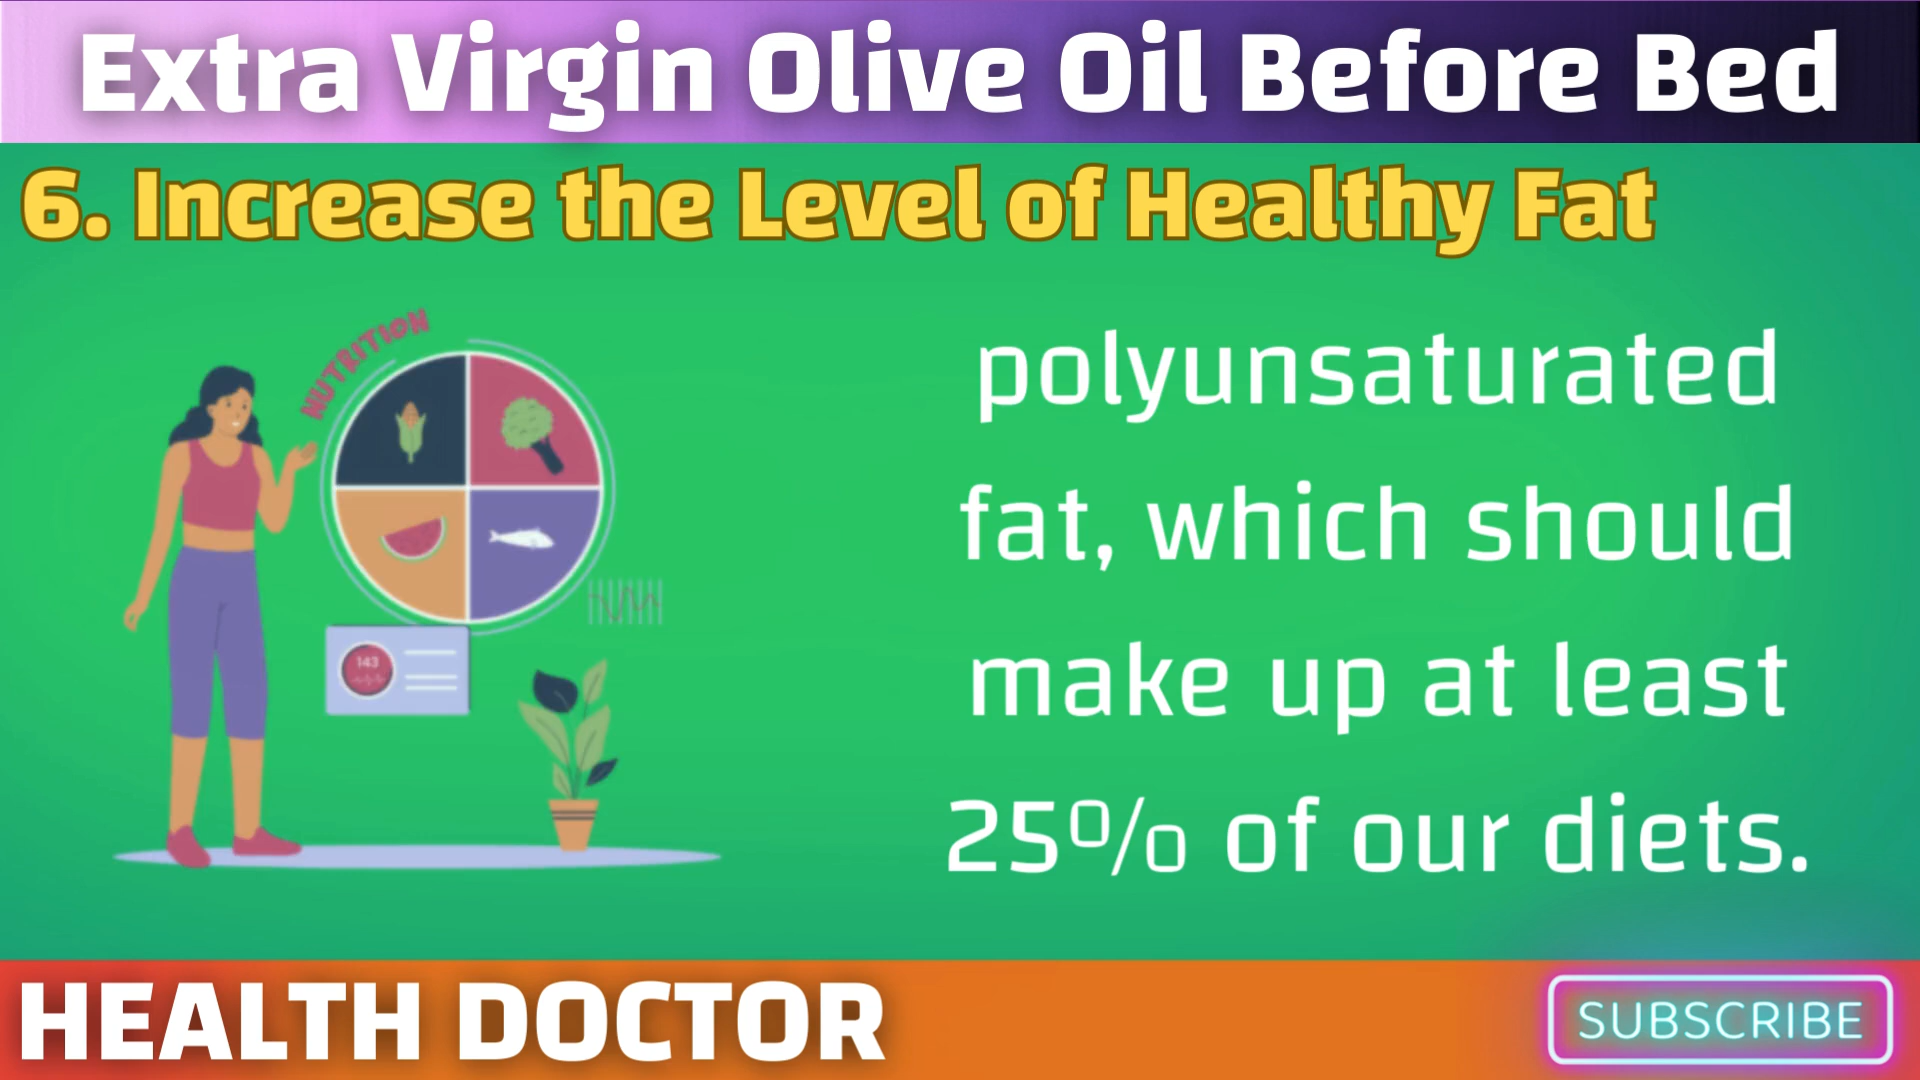 Extra Virgin Olive Oil Before Bed
6. Increase the Level of Healthy Fat
NUTRITION
polyunsaturated
fat, which should
make up at least
25% of our diets.
143
HEALTH DOCTOR
SUBSCRIBE